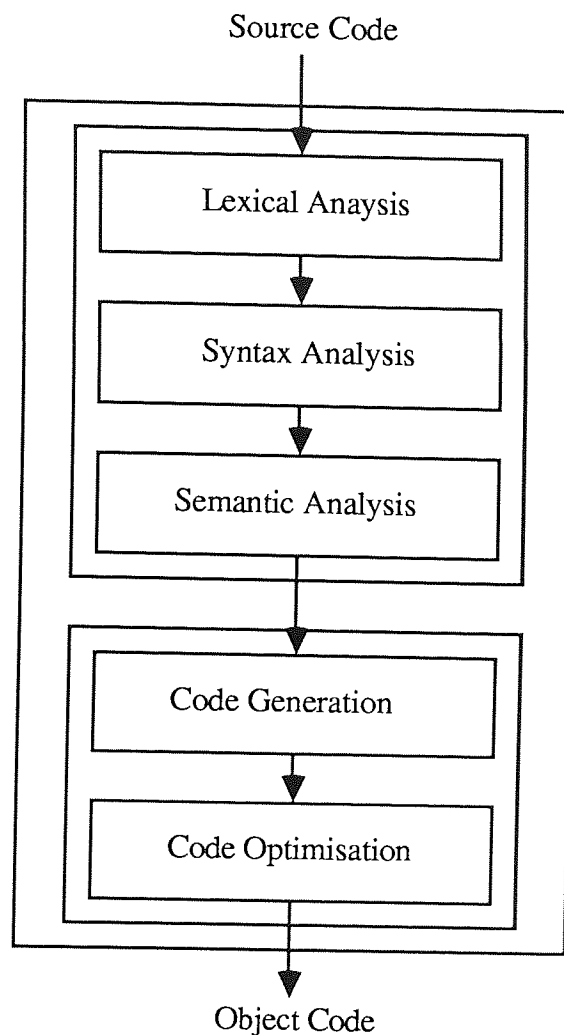 Source Code
Lexical Anaysis
Syntax Analysis
Semantic Analysis
Code Generation
Code Optimisation
Object Code